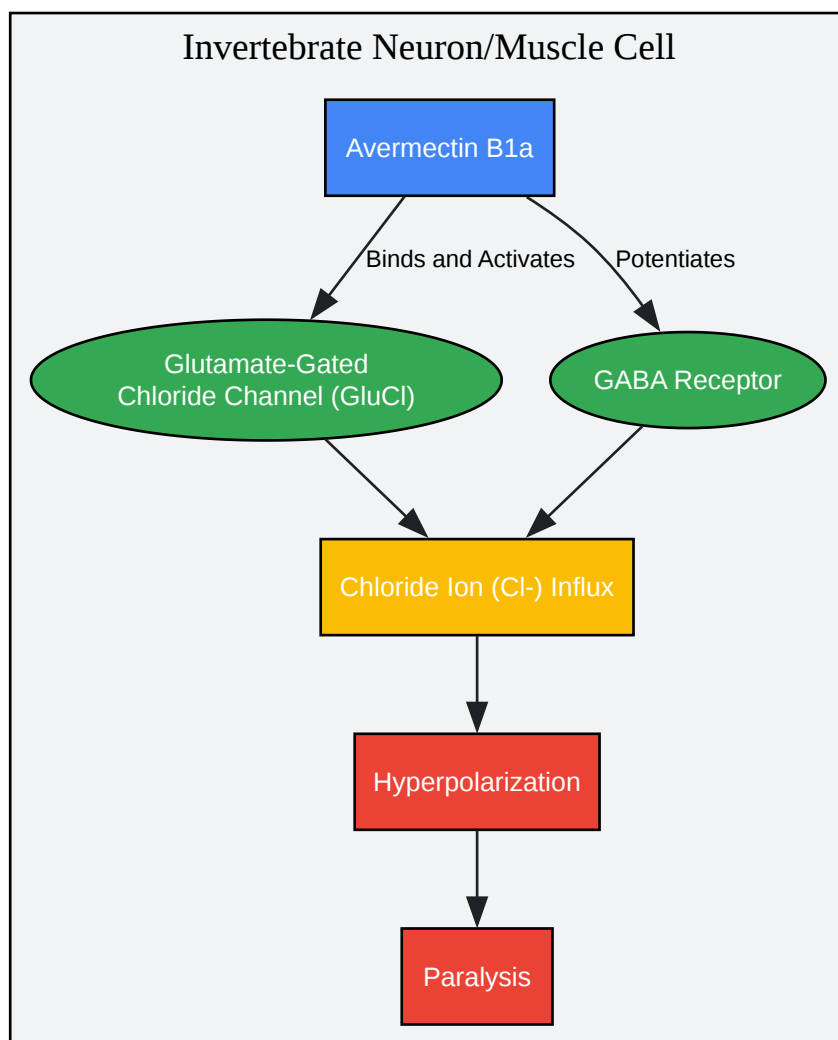 Invertebrate Neuron/Muscle Cell
Avermectin B1a
Binds and Activates
Potentiates
Glutamate-Gated
Chloride Channel (GluCl)
GABA Receptor
Chloride Ion (Cl-) Influx
Hyperpolarization
Paralysis